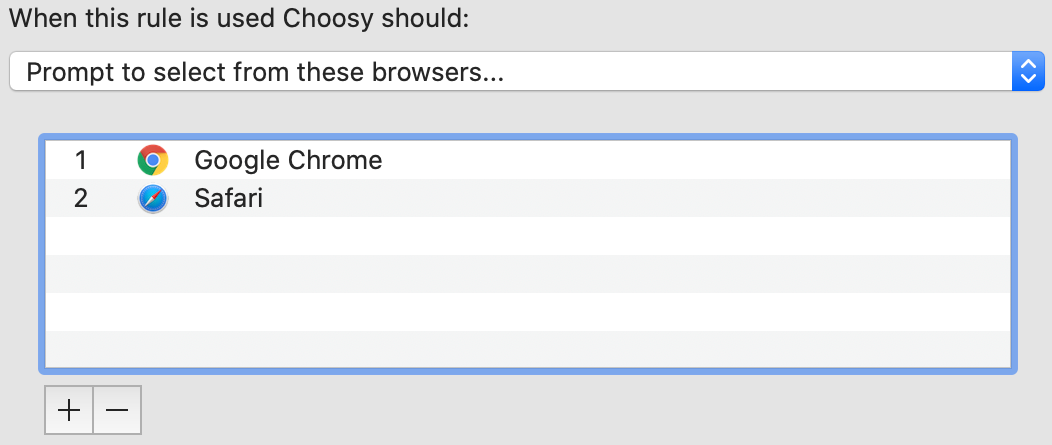 When this rule is used Choosy should:
Prompt to select from these browsers...
1 Google Chrome
2 Safari